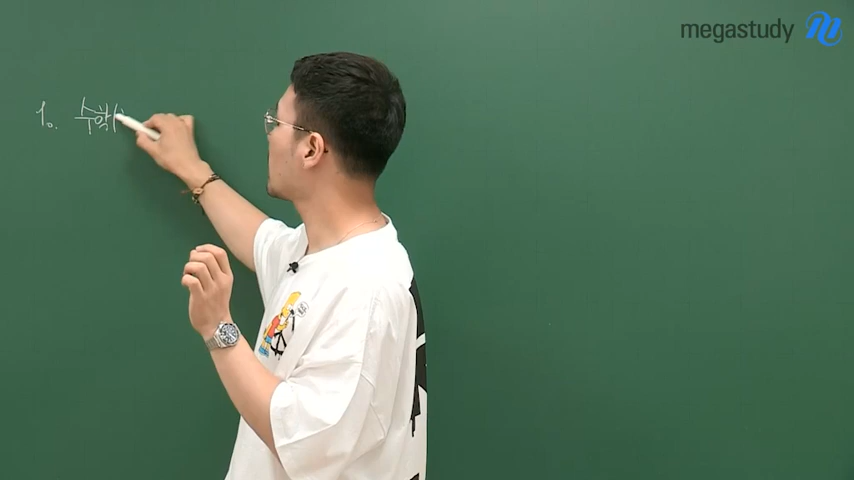 megastudy
1. 수학